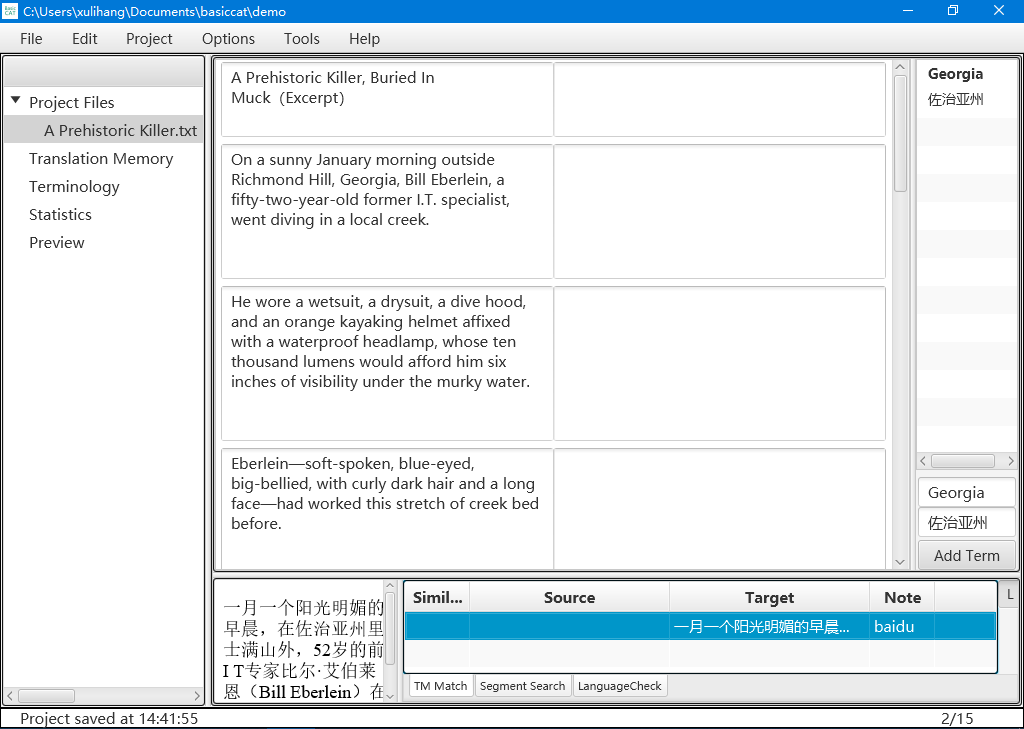 C:\Users\xulihang\Documents\basiccat\demo
File Edit Project Options Tools Help
Project Files
A Prehistoric Killer.txt
Translation Memory
Terminology
Statistics
Preview
A Prehistoric Killer, Buried In
Muck (Excerpt)
On a sunny January morning outside
Richmond Hill, Georgia, Bill Eberlein, a
fifty-two-year-old former I.T. specialist,
went diving in a local creek.
He wore a wetsuit, a drysuit, a dive hood,
and an orange kayaking helmet affixed
with a waterproof headlamp, whose ten
thousand lumens would afford him six
inches of visibility under the murky water.
Eberlein—soft-spoken, blue-eyed,
big-bellied, with curly dark hair and a long
face—had worked this stretch of creek bed
before.
Georgia
佐治亚州
Georgia
佐治亚州
Add Term
一月一个阳光明媚的
早晨，在佐治亚州里
士满山外，52岁的前
I T专家比尔·艾伯莱
恩（Bill Eberlein）在
Simil... Source Target Note
一月一个阳光明媚的早晨... baidu
TM Match Segment Search LanguageCheck
L
Project saved at 14:41:55
2/15